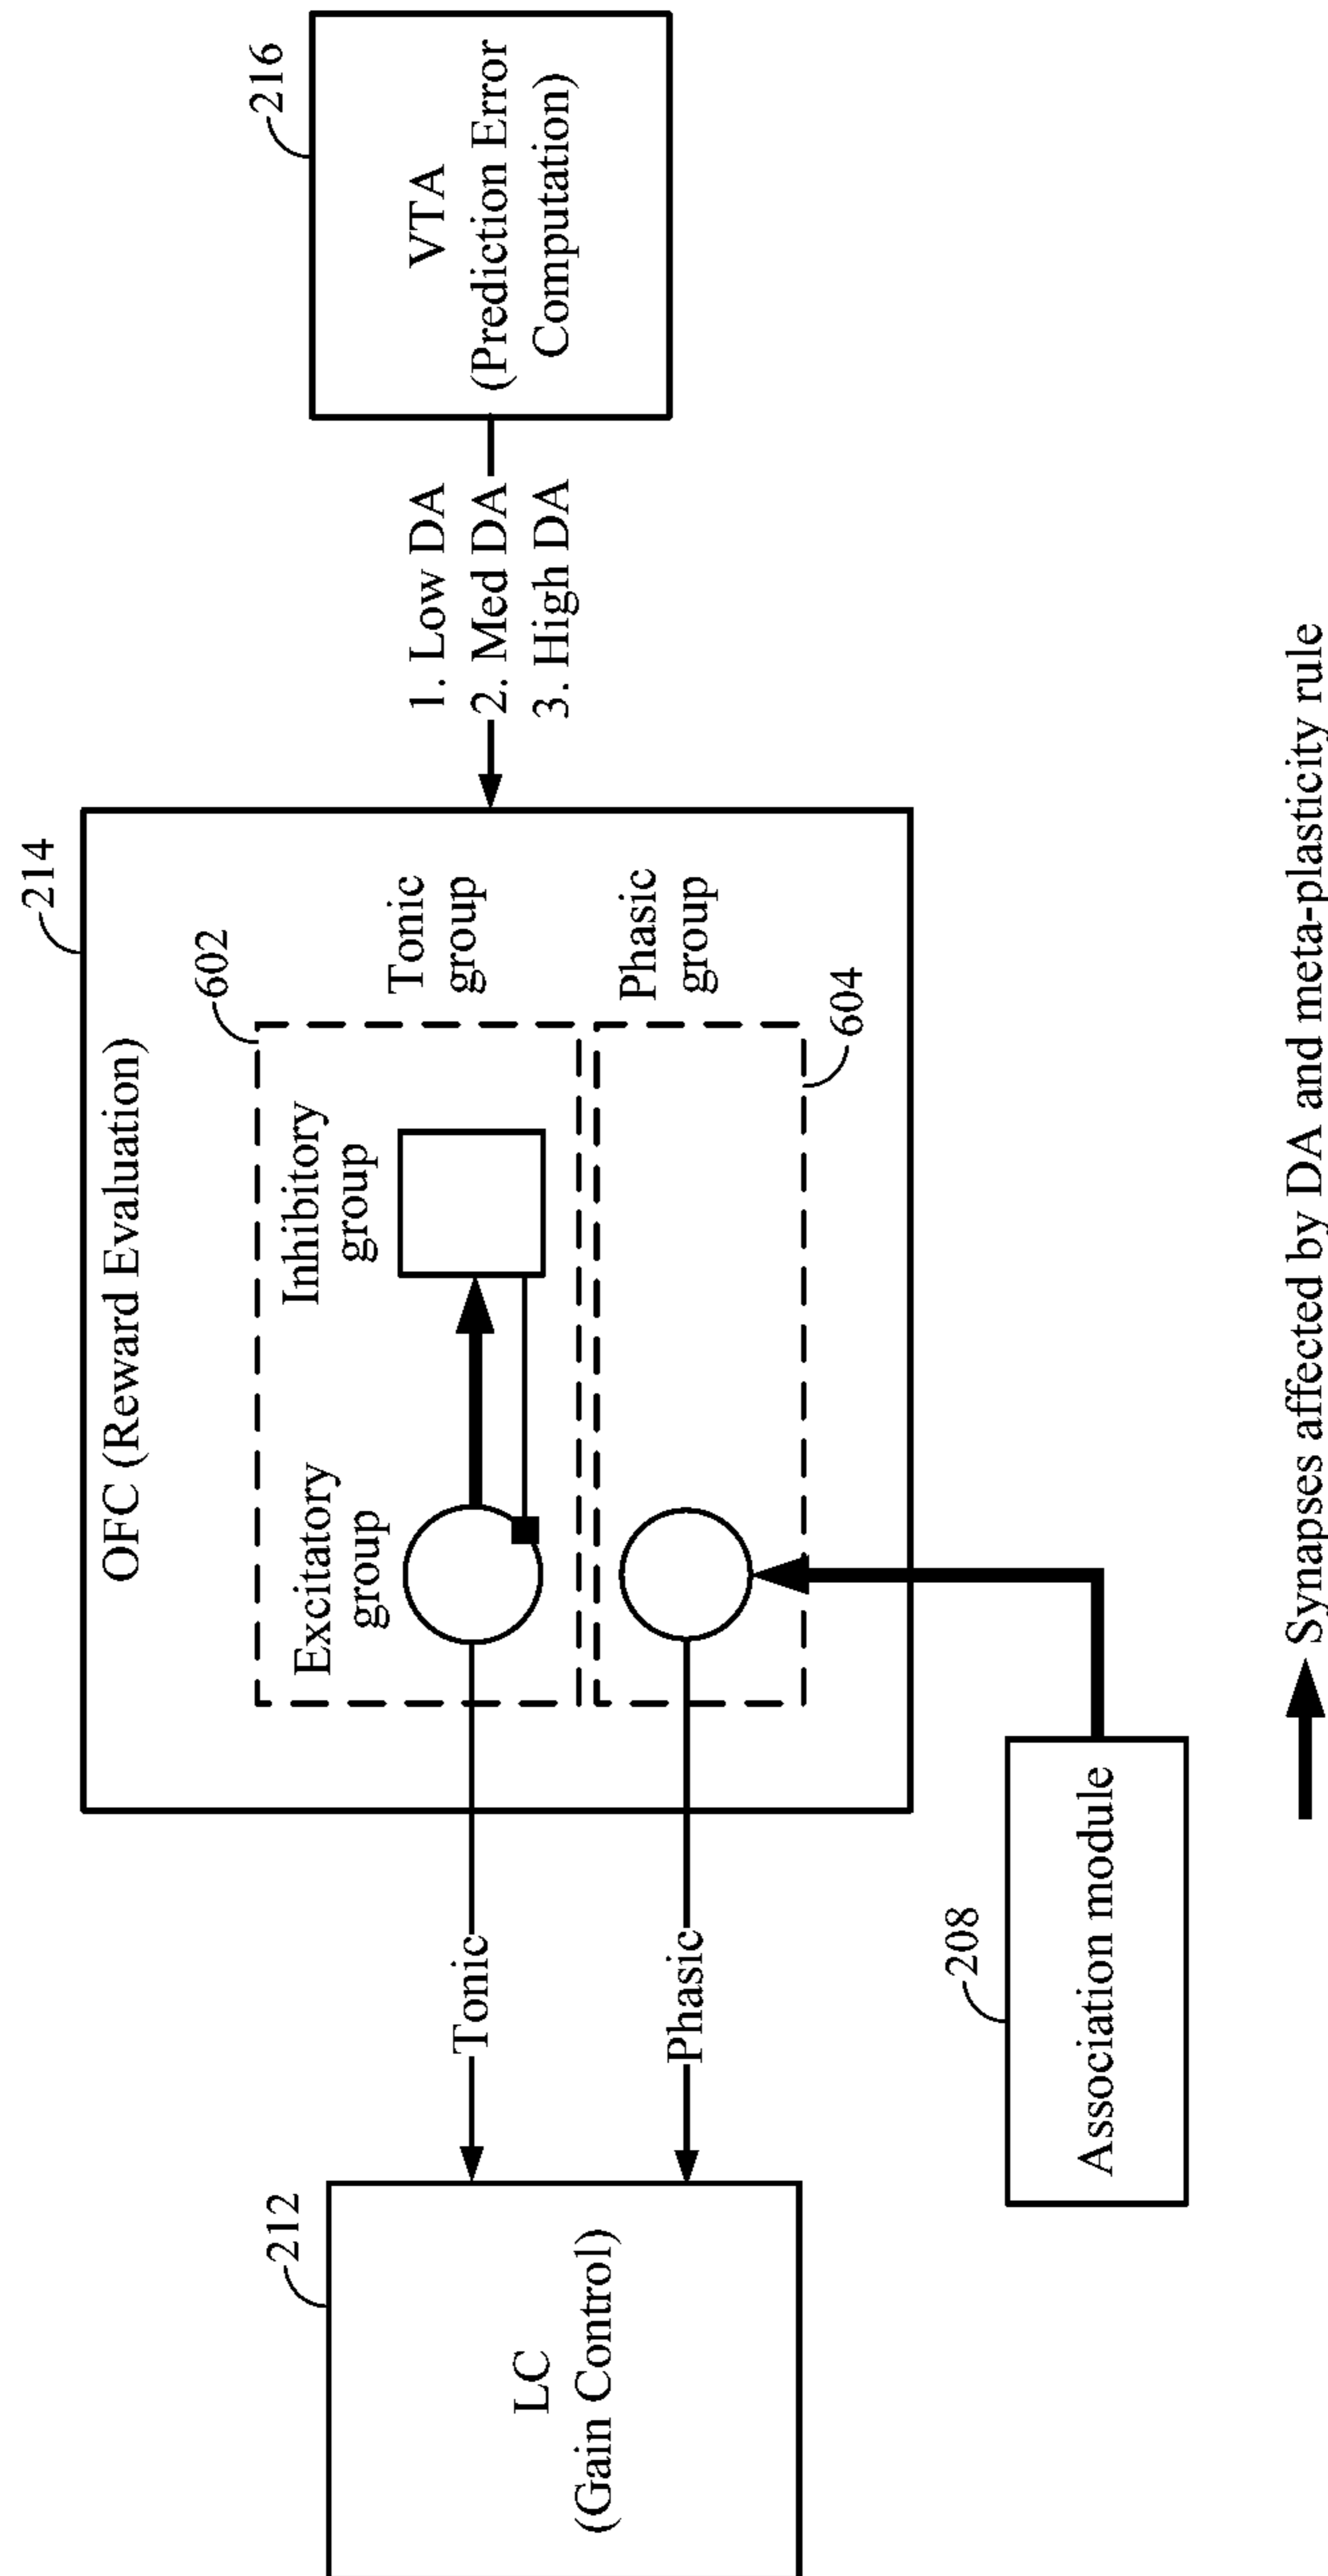 214
OFC (Reward Evaluation)
602
Excitatory
group
Inhibitory
group
Tonic
group
Phasic
group
604
212
LC
(Gain Control)
Tonic
Phasic
1. Low DA
2. Med DA
3. High DA
216
VTA
(Prediction Error
Computation)
208
Association module
Synapses affected by DA and meta-plasticity rule